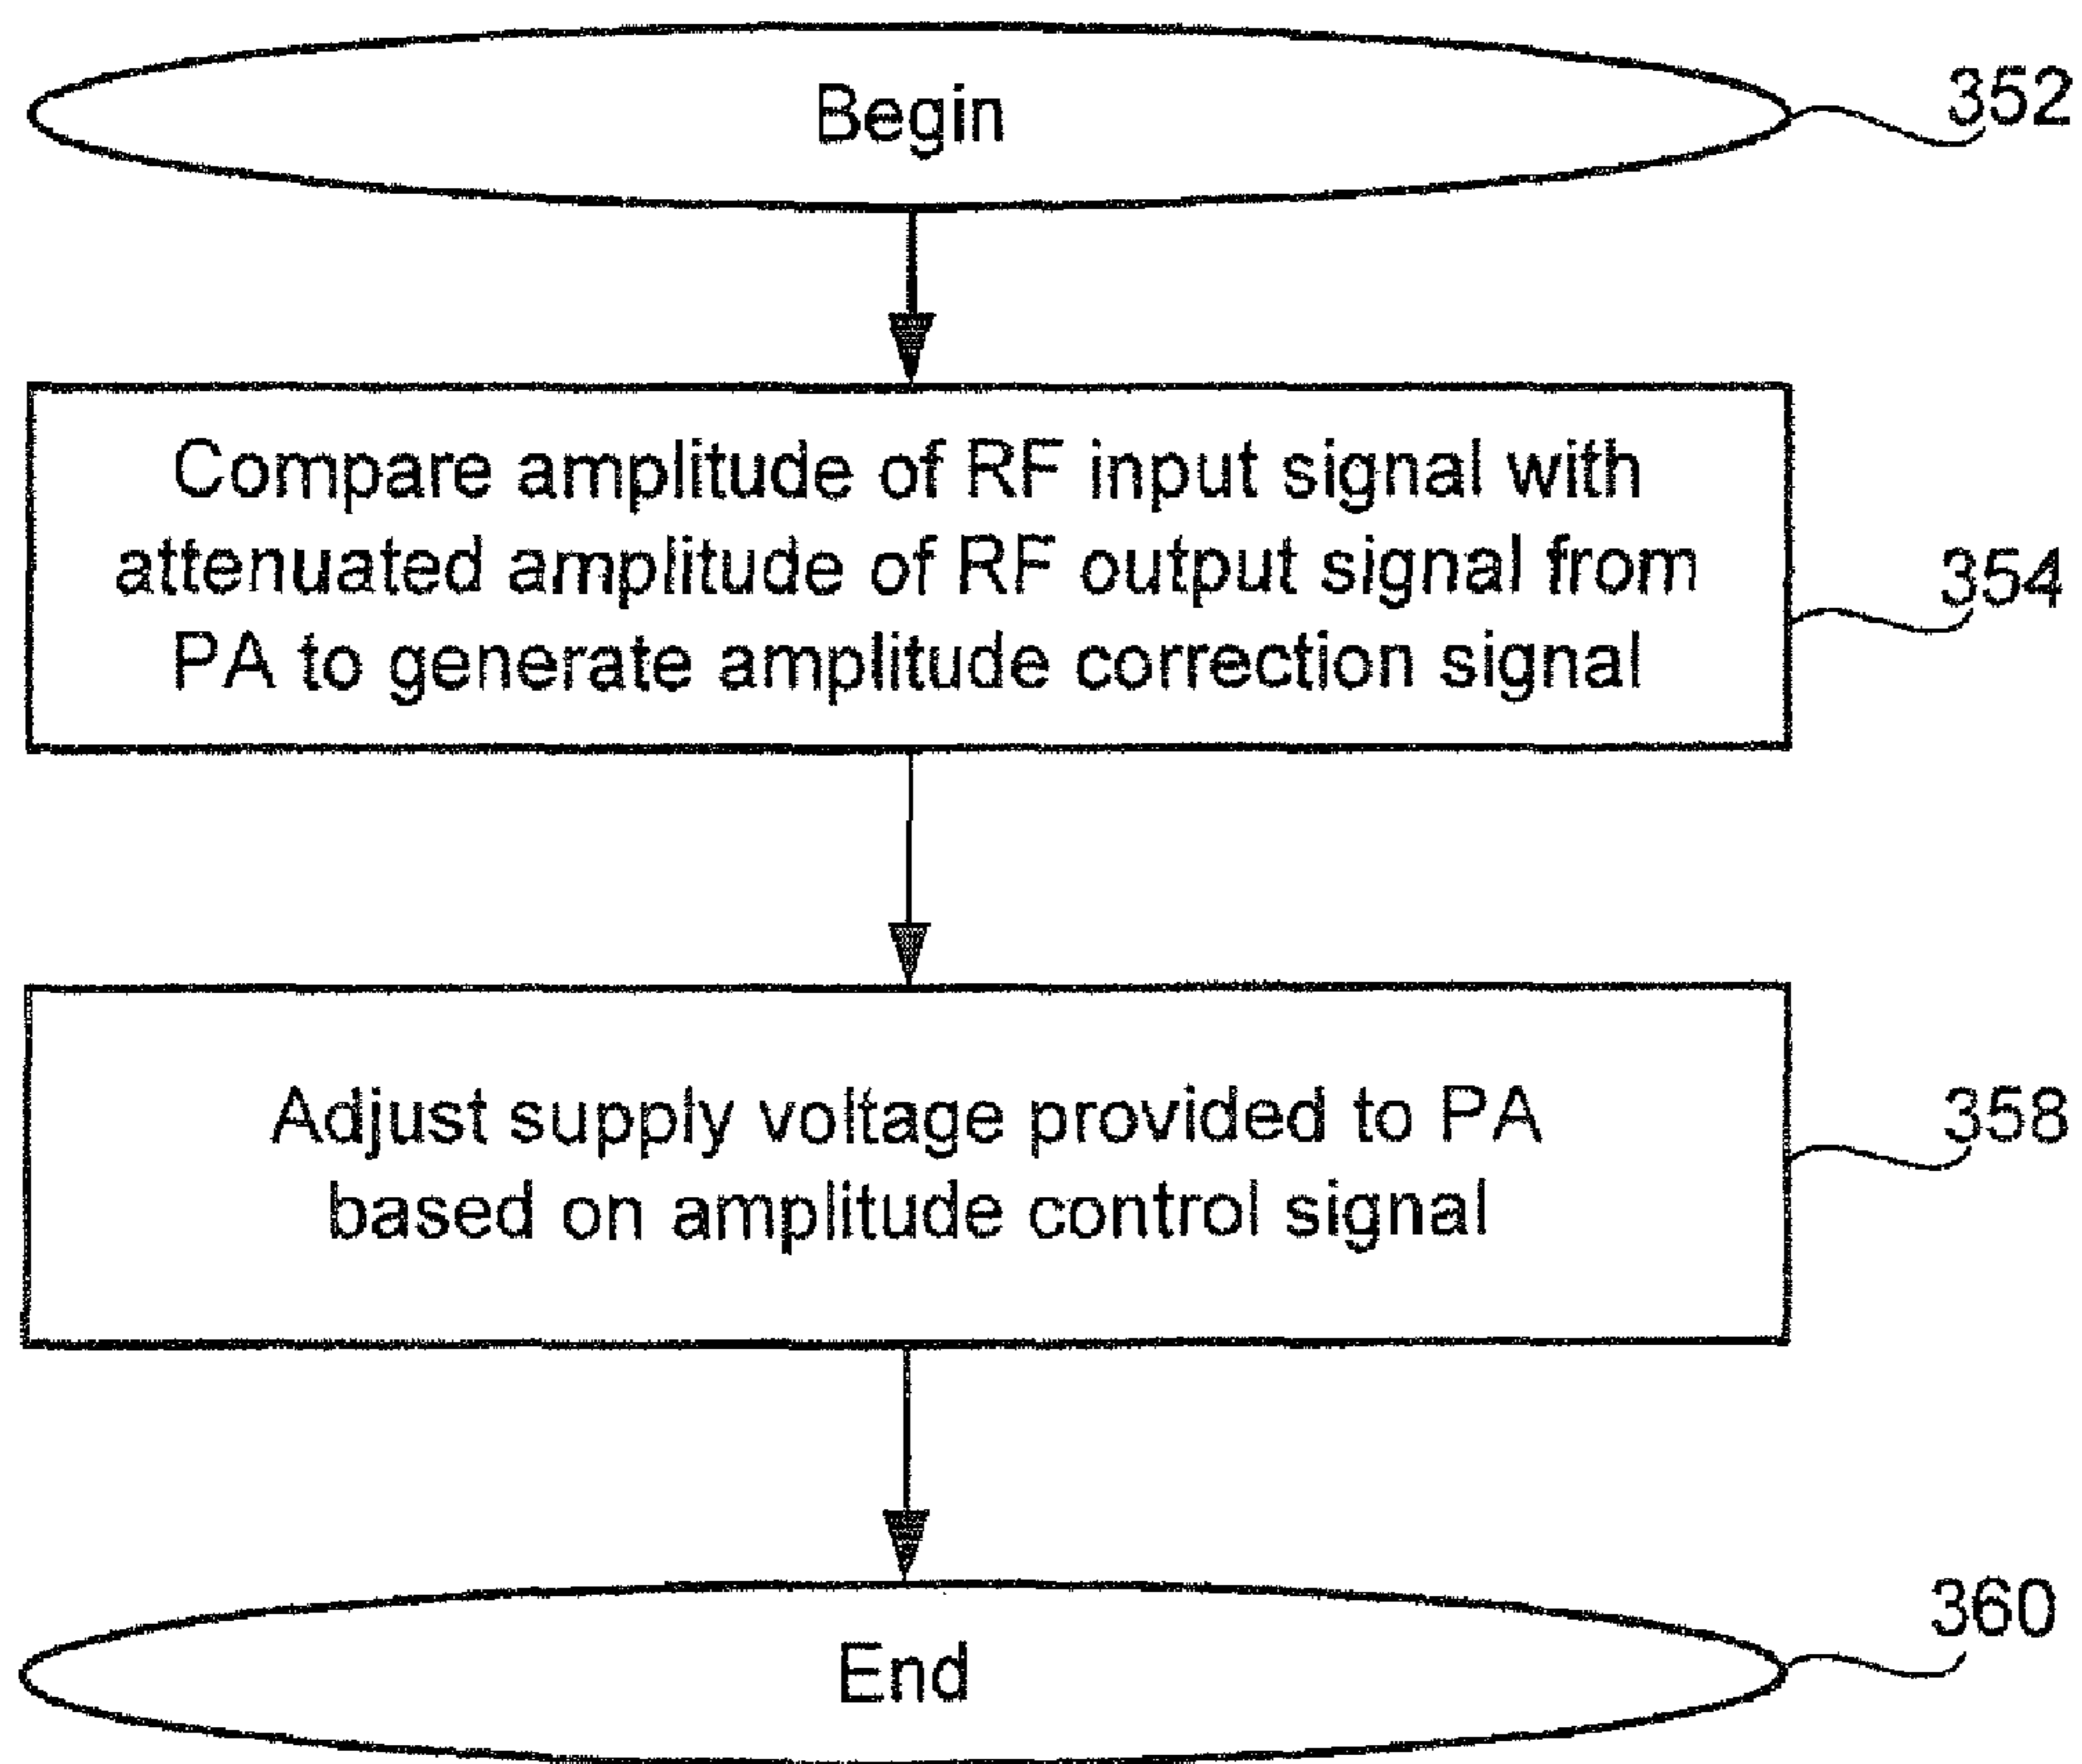 Begin
352
Compare amplitude of RF input signal with
attenuated amplitude of RF output signal from
PA to generate amplitude correction signal
354
Adjust supply voltage provided to PA
based on amplitude control signal
358
End
360